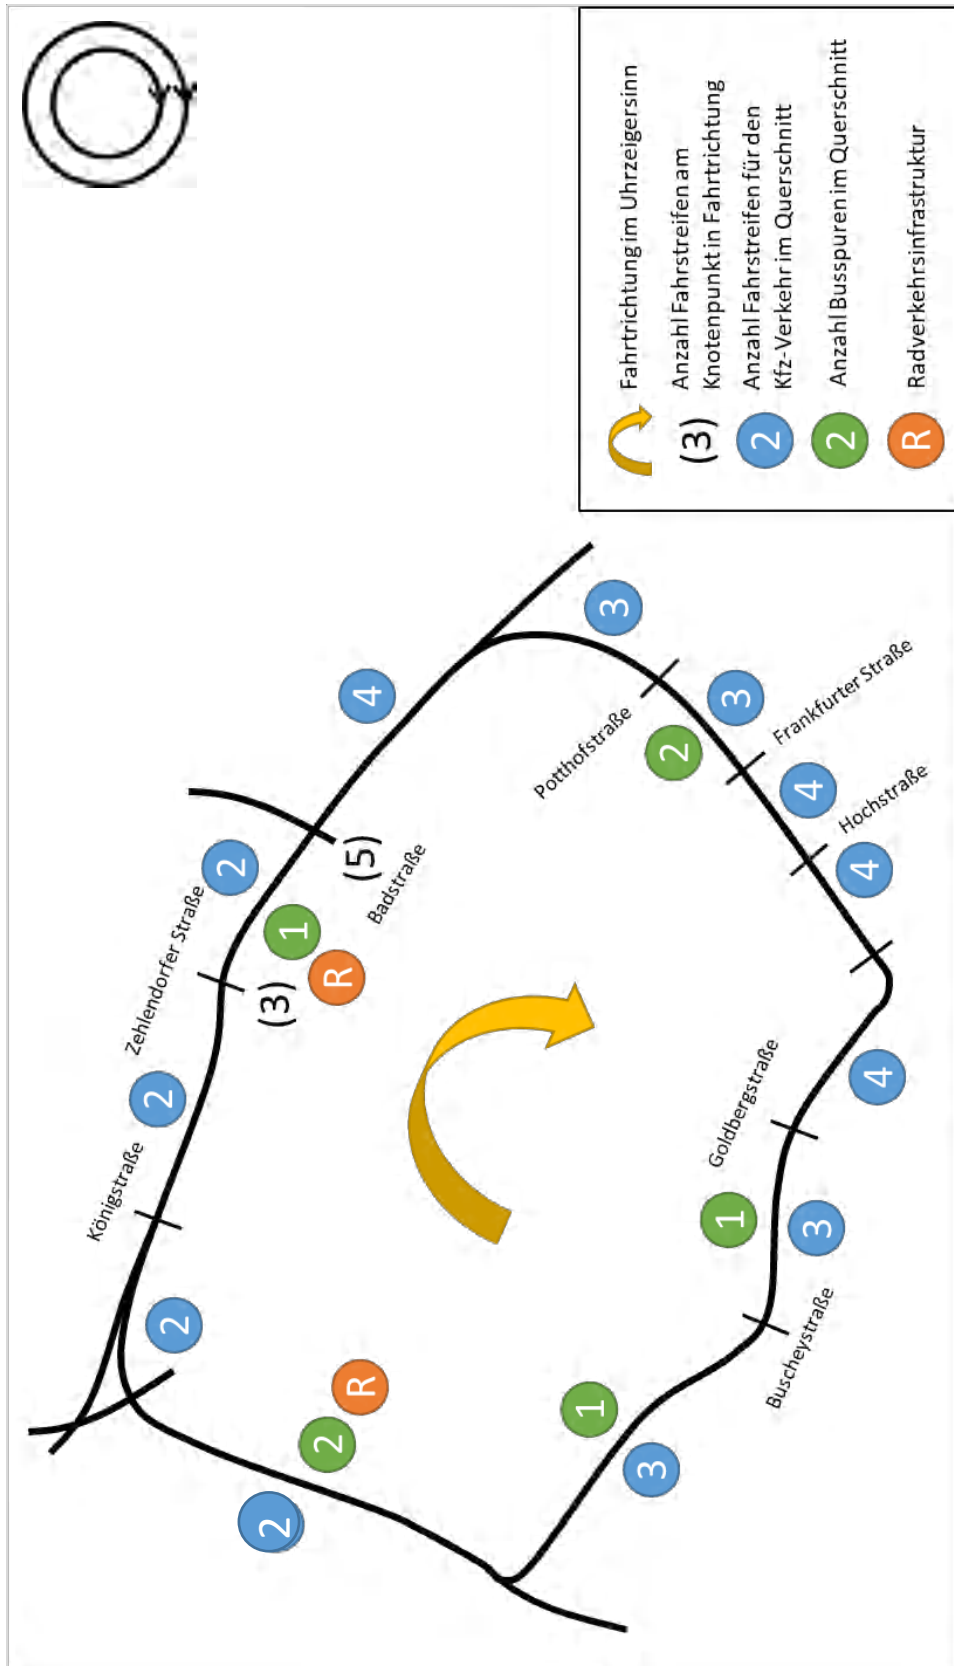 Königstraße
2
Zehlendorfer Straße
2
2
2
1
(3)
2
R
R
(5)
4
Badstraße
1
Potthofstraße
3
3
2
1
3
Goldbergstraße
Buscheystraße
3
4
Frankfurter Straße
4
Hochstraße
4
Fahrtrichtung im Uhrzeigersinn
(3) Anzahl Fahrstreifen am
Knotenpunkt in Fahrtrichtung
2 Anzahl Fahrstreifen für den
Kfz-Verkehr im Querschnitt
2 Anzahl Busspuren im Querschnitt
R Radverkehrsinfrastruktur